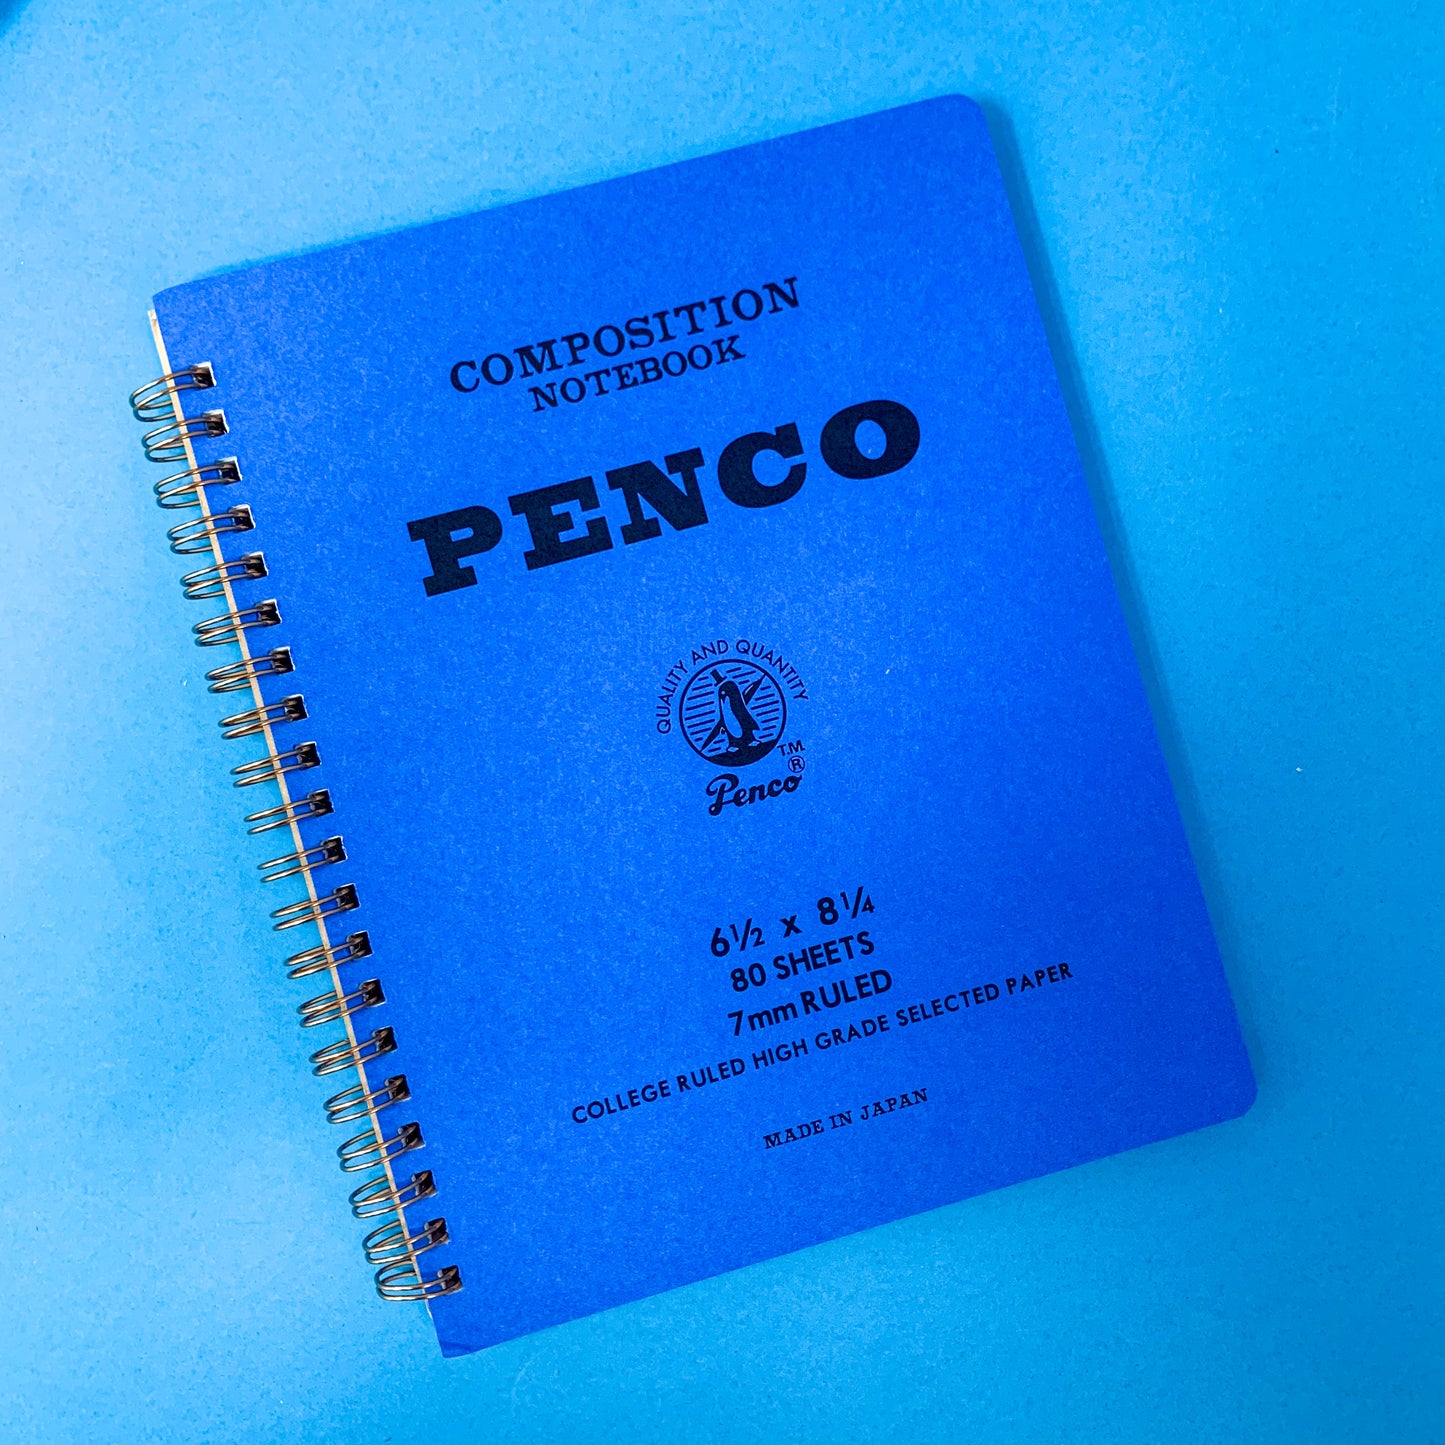 COMPOSITION
NOTEBOOK
PENCO
QUALITY AND QUANTITY
T.M.
®
Penco
6½ x 8¼
80 SHEETS
7mm RULED
COLLEGE RULED HIGH GRADE SELECTED PAPER
MADE IN JAPAN